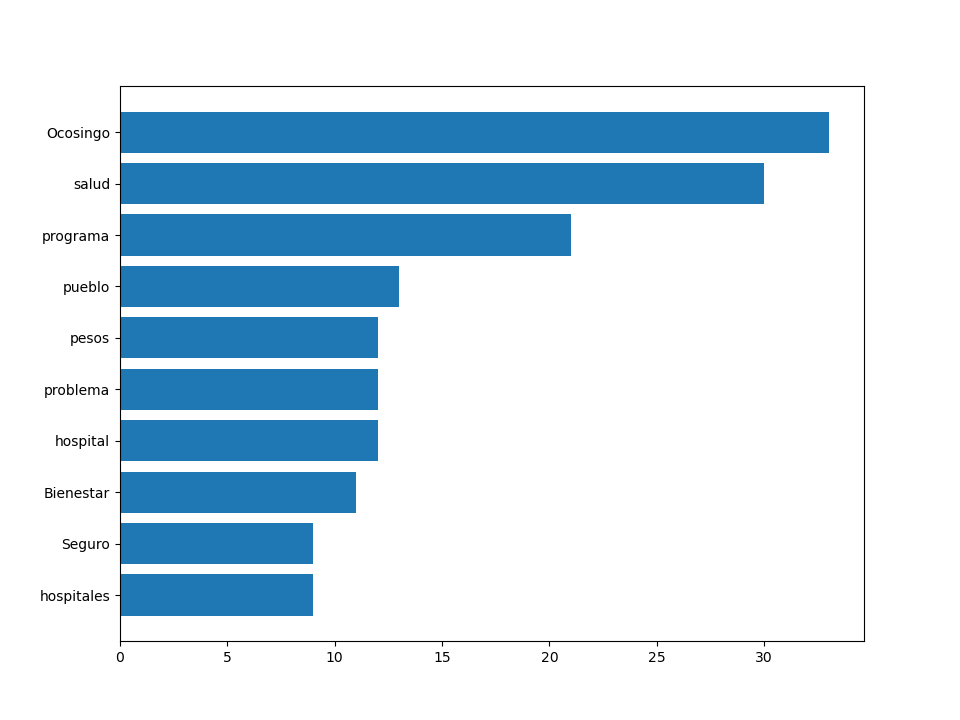 Ocosingo
salud
programa
pueblo
pesos
problema
hospital
Bienestar
Seguro
hospitales
0 5 10 15 20 25 30